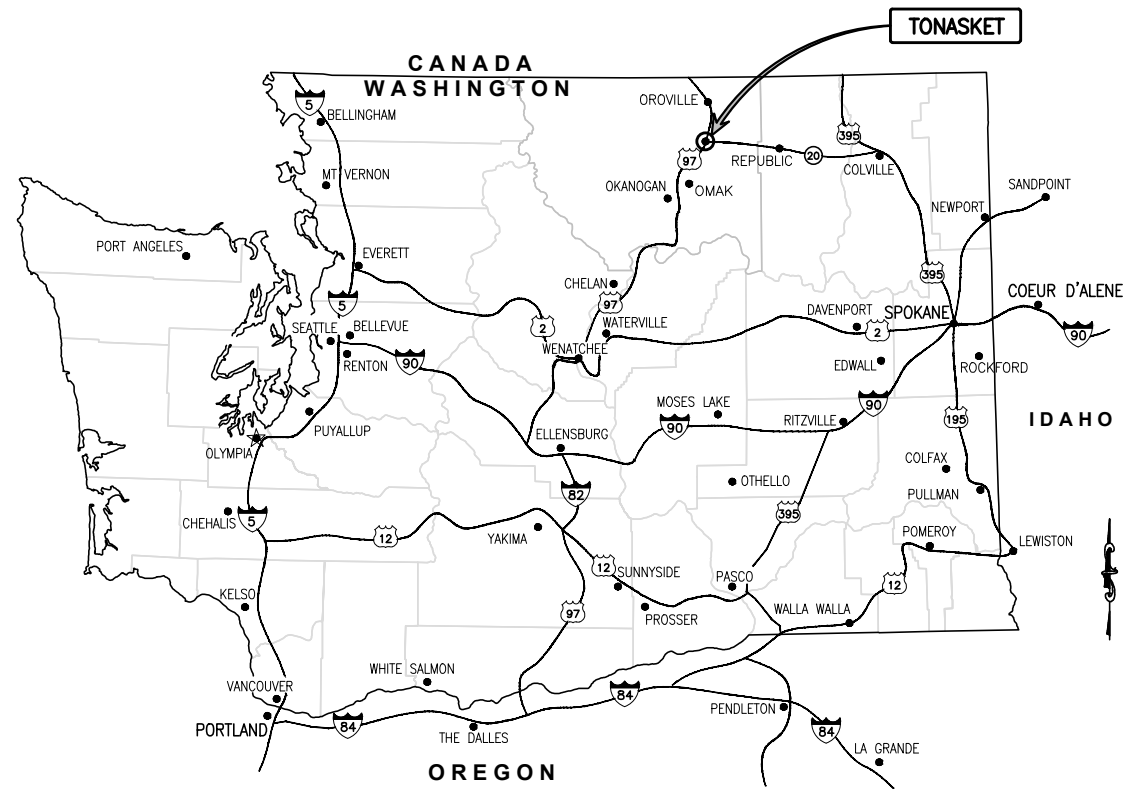 TONASKET
CANADA
WASHINGTON
OROVILLE
5
BELLINGHAM
395
97
REPUBLIC
20
COLVILLE
MT VERNON
OKANOGAN
OMAK
SANDPOINT
NEWPORT
PORT ANGELES
EVERETT
395
CHELAN
COEUR D'ALENE
5
97
DAVENPORT
SPOKANE
SEATTLE
BELLEVUE
2
WATERVILLE
2
90
WENATCHEE
RENTON
90
EDWALL
ROCKFORD
MOSES LAKE
90
RITZVILLE
90
195
IDAHO
PUYALLUP
ELLENSBURG
OLYMPIA
COLFAX
OTHELLO
82
PULLMAN
CHEHALIS
5
395
12
YAKIMA
POMEROY
LEWISTON
12
SUNNYSIDE
PASCO
12
KELSO
97
PROSSER
WALLA WALLA
WHITE SALMON
VANCOUVER
84
PORTLAND
84
THE DALLES
PENDLETON
84
LA GRANDE
OREGON